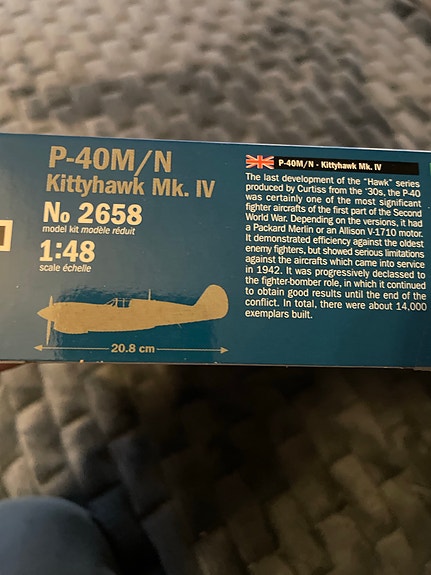 P-40M/N
Kittyhawk Mk. IV
No 2658
model kit modèle réduit
1:48
scale échelle
20.8 cm
P-40M/N - Kittyhawk Mk. IV
The last development of the "Hawk" series
produced by Curtiss from the '30s, the P-40
was certainly one of the most significant
fighter aircrafts of the first part of the Second
World War. Depending on the versions, it had
a Packard Merlin or an Allison V-1710 motor.
It demonstrated efficiency against the oldest
enemy fighters, but showed serious limitations
against the aircrafts which came into service
in 1942. It was progressively declassed to
the fighter-bomber role, in which it continued
to obtain good results until the end of the
conflict. In total, there were about 14,000
exemplars built.